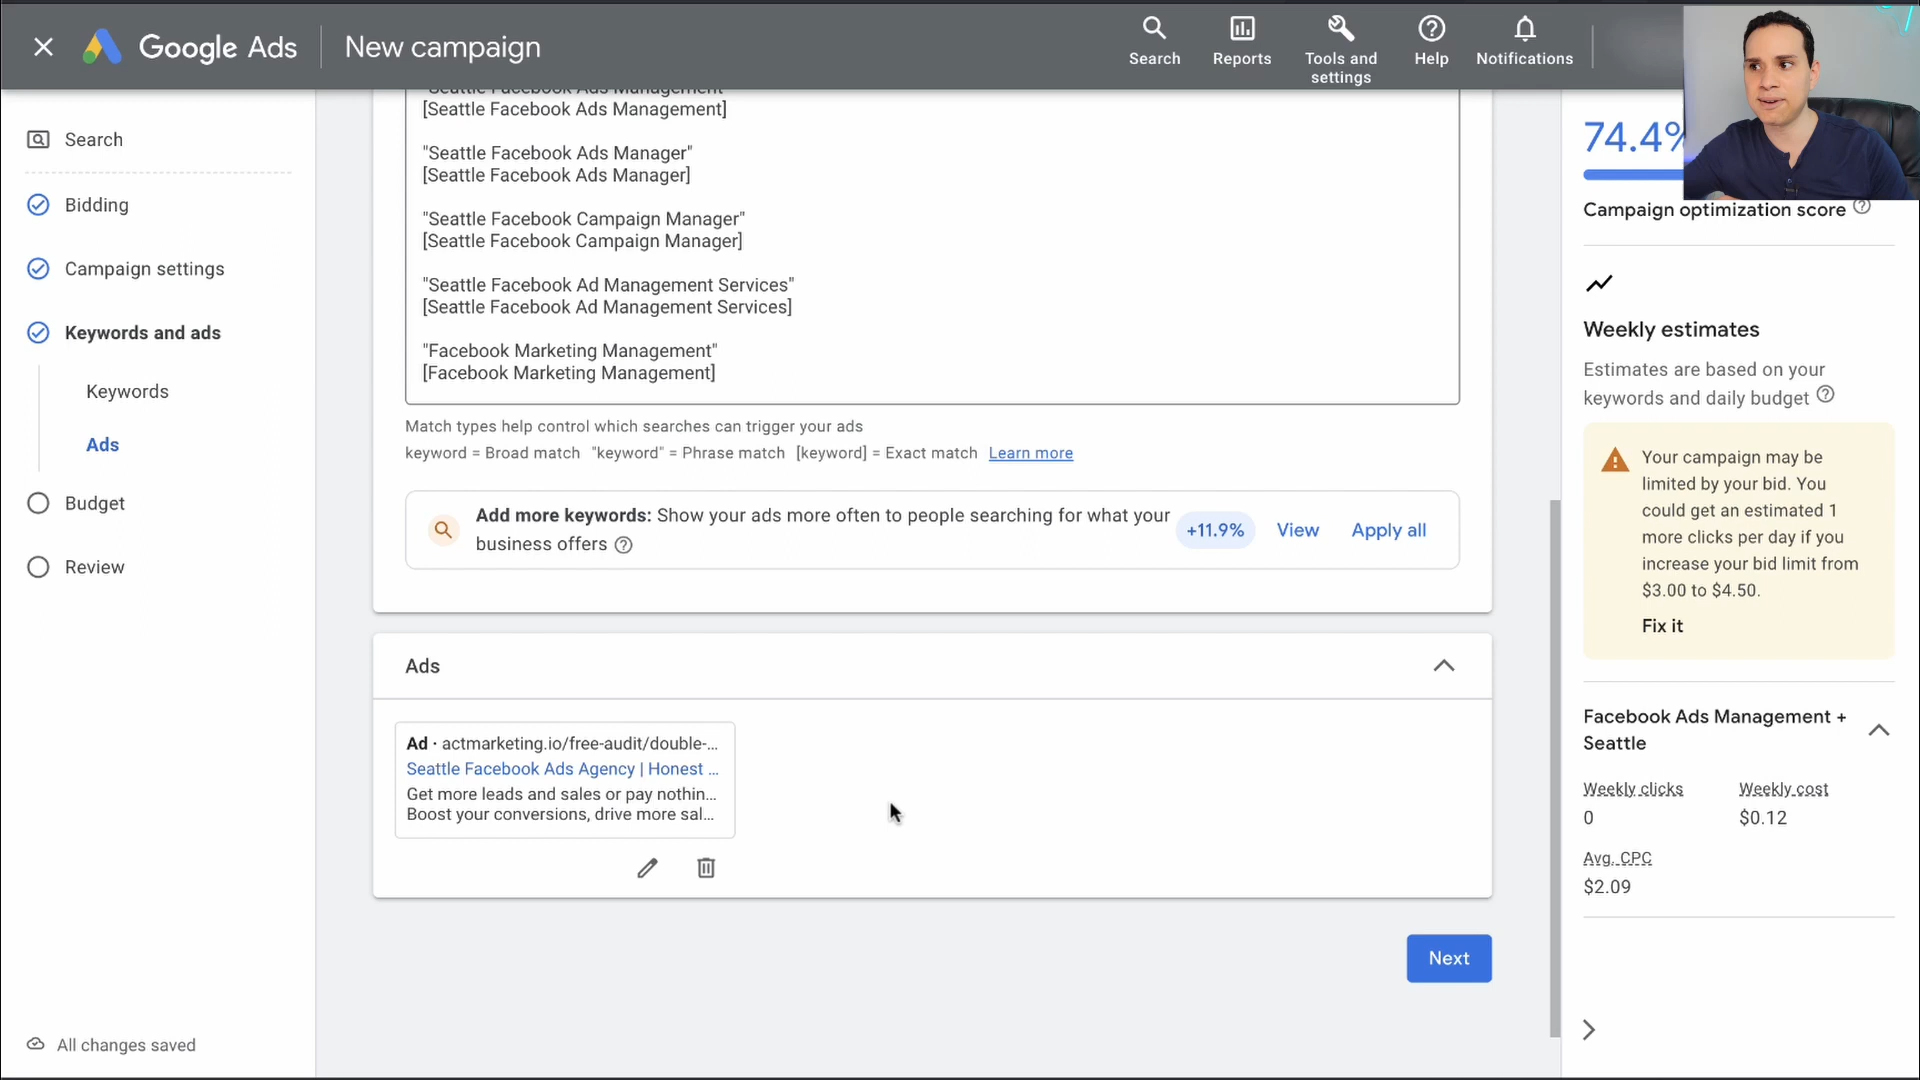 Google Ads
New campaign
Search
Reports
Tools and
settings
Help
Notifications
Search
Bidding
Campaign settings
Keywords and ads
Keywords
Ads
Budget
Review
All changes saved
"Seattle Facebook Ads Management"
[Seattle Facebook Ads Management]
"Seattle Facebook Ads Manager"
[Seattle Facebook Ads Manager]
"Seattle Facebook Campaign Manager"
[Seattle Facebook Campaign Manager]
"Seattle Facebook Ad Management Services"
[Seattle Facebook Ad Management Services]
"Facebook Marketing Management"
[Facebook Marketing Management]
Match types help control which searches can trigger your ads
keyword = Broad match "keyword" = Phrase match [keyword] = Exact match Learn more
Add more keywords: Show your ads more often to people searching for what your
business offers
+11.9%
View
Apply all
Ads
Ad · actmarketing.io/free-audit/double-...
Seattle Facebook Ads Agency | Honest ...
Get more leads and sales or pay nothin...
Boost your conversions, drive more sal...
Next
74.4%
Campaign optimization score
Weekly estimates
Estimates are based on your
keywords and daily budget
Your campaign may be
limited by your bid. You
could get an estimated 1
more clicks per day if you
increase your bid limit from
$3.00 to $4.50.
Fix it
Facebook Ads Management +
Seattle
Weekly clicks
0
Weekly cost
$0.12
Avg. CPC
$2.09